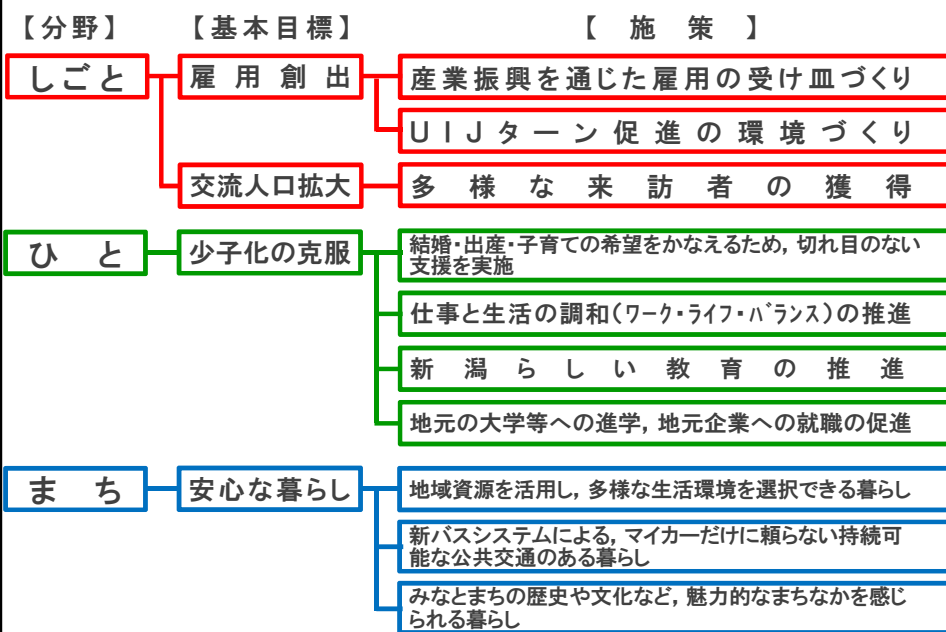 【分野】 【基本目標】 【施策】
しごと 雇用創出 産業振興を通じた雇用の受け皿づくり
UIJターン促進の環境づくり
交流人口拡大 多様な来訪者の獲得
ひと 少子化の克服 結婚・出産・子育ての希望をかなえるため，切れ目のない
支援を実施
仕事と生活の調和（ワーク・ライフ・バランス）の推進
新潟らしい教育の推進
地元の大学等への進学，地元企業への就職の促進
まち 安心な暮らし 地域資源を活用し，多様な生活環境を選択できる暮らし
新バスシステムによる，マイカーだけに頼らない持続可
能な公共交通のある暮らし
みなとまちの歴史や文化など，魅力的なまちなかを感じ
られる暮らし